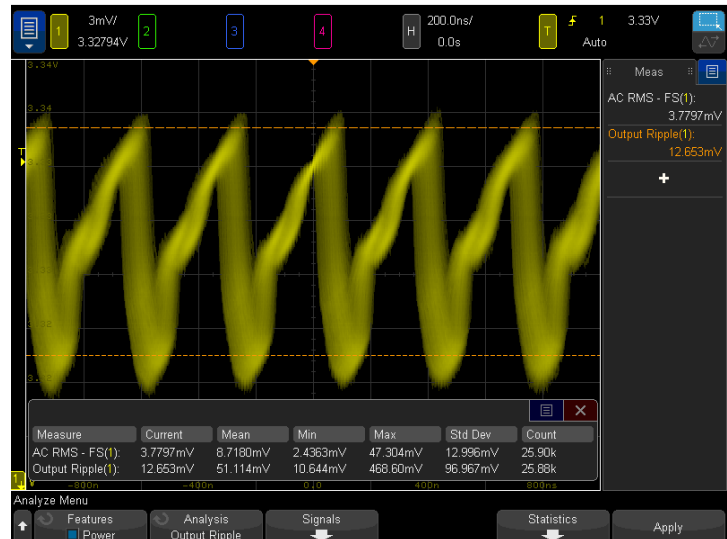 1 3mV/ 2 3 4 H 200.0ns/ T 1 3.33V
3.32794V 0.0s Auto
3.34V
Meas
AC RMS - FS(1):
3.7797mV
3.34
Output Ripple(1):
12.653mV
T
+
3.32
Measure Current Mean Min Max Std Dev Count
AC RMS - FS(1): 3.7797mV 8.7180mV 2.4363mV 47.304mV 12.996mV 25.90k
Output Ripple(1): 12.653mV 51.114mV 10.644mV 468.60mV 96.967mV 25.88k
-800n -400n 0.0 400n 800ns
Analyze Menu
Features Analysis Signals Statistics Apply
Power Output Ripple